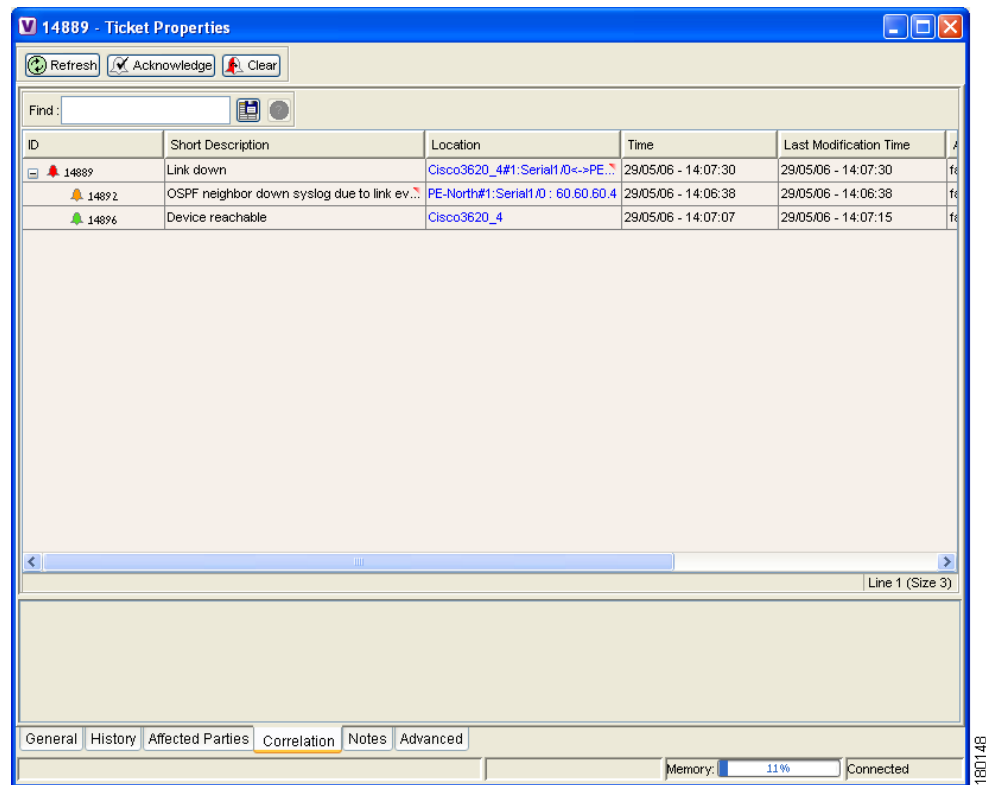 14889 - Ticket Properties
Refresh Acknowledge Clear
Find :
ID Short Description Location Time Last Modification Time
14889 Link down Cisco3620_4#1:Serial1/0<->PE... 29/05/06 - 14:07:30 29/05/06 - 14:07:30
14892 OSPF neighbor down syslog due to link ev... PE-North#1:Serial1/0 : 60.60.60.4 29/05/06 - 14:06:38 29/05/06 - 14:06:38
14896 Device reachable Cisco3620_4 29/05/06 - 14:07:07 29/05/06 - 14:07:15
Line 1 (Size 3)
General History Affected Parties Correlation Notes Advanced
Memory: 11% Connected
180148